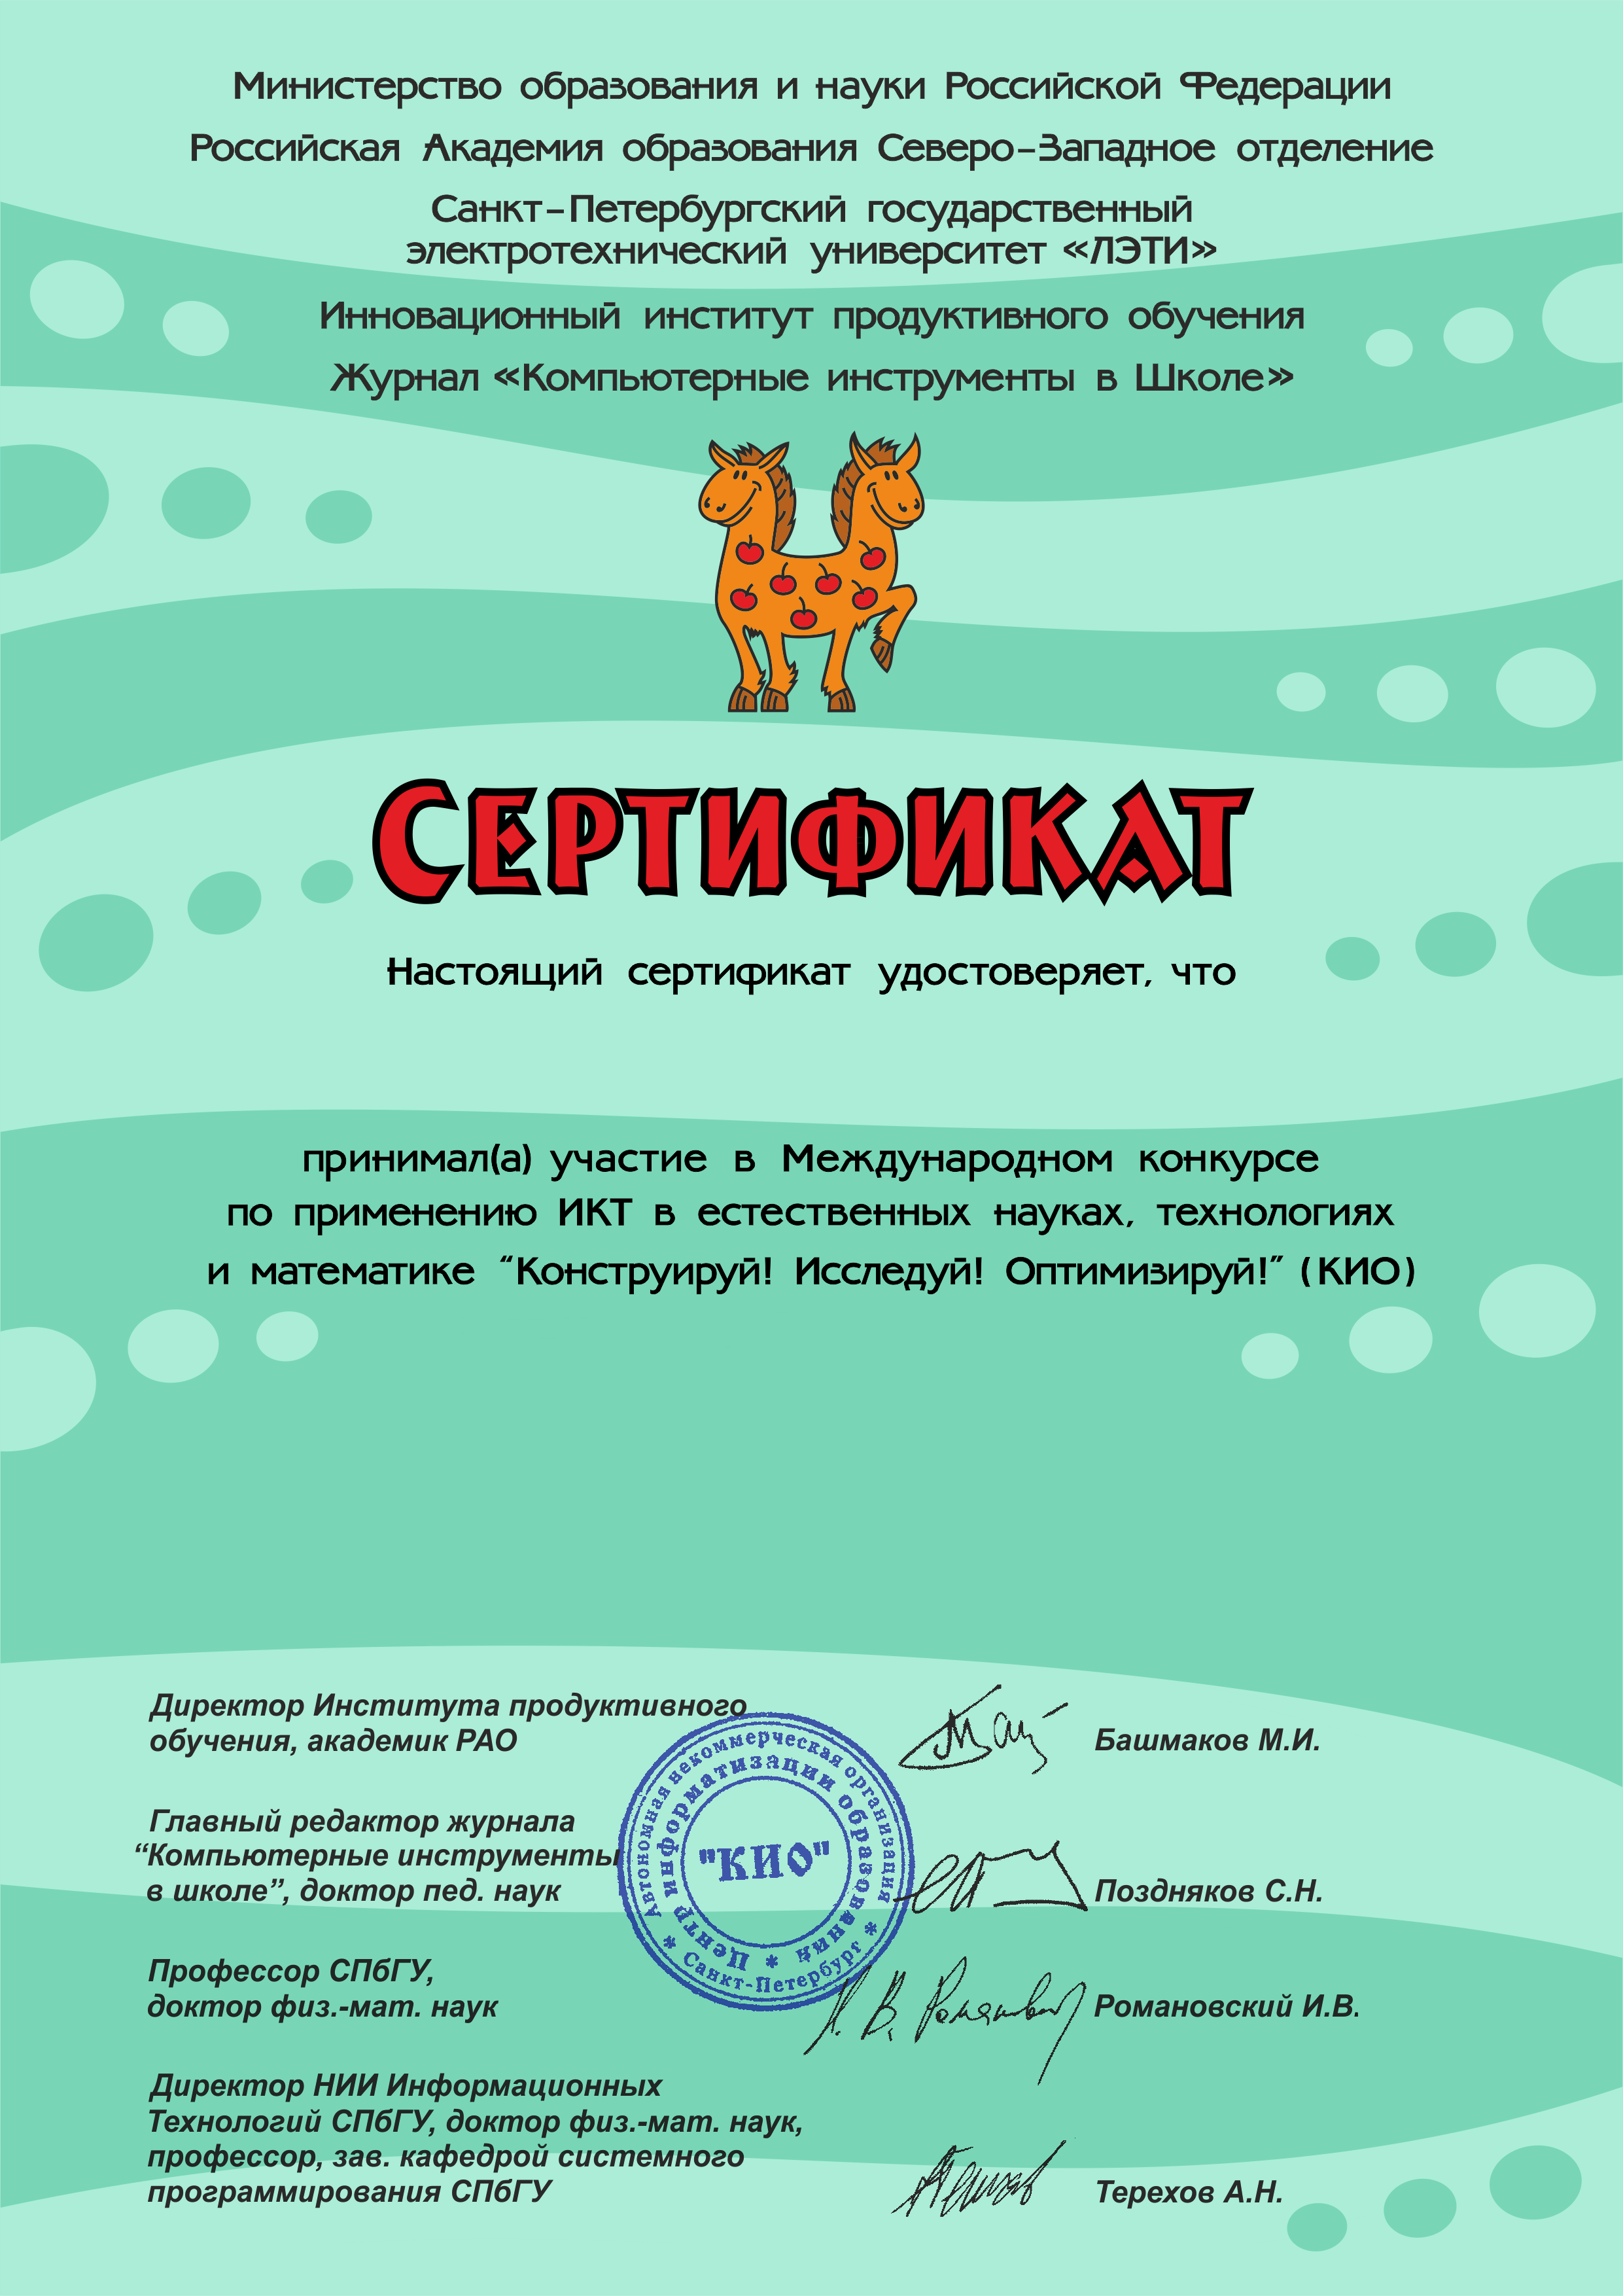 Министерство образования и науки Российской Федерации
Российская Академия образования Северо-Западное отделение
Санкт-Петербургский государственный
электротехнический университет «ЛЭТИ»
Инновационный институт продуктивного обучения
Журнал «Компьютерные инструменты в Школе»
Сертификат
Настоящий сертификат удостоверяет, что
принимал(а) участие в Международном конкурсе
по применению ИКТ в естественных науках, технологиях
и математике “Конструируй! Исследуй! Оптимизируй!” (КИО)
Директор Института продуктивного
обучения, академик РАО
Башмаков М.И.
Главный редактор журнала
“Компьютерные инструменты
в школе”, доктор пед. наук
Поздняков С.Н.
Автономная некоммерческая организация
* Санкт-Петербург *
Центр информатизации образования *
"КИО"
Профессор СПбГУ,
доктор физ.-мат. наук
Романовский И.В.
Директор НИИ Информационных
Технологий СПбГУ, доктор физ.-мат. наук,
профессор, зав. кафедрой системного
программирования СПбГУ
Терехов А.Н.